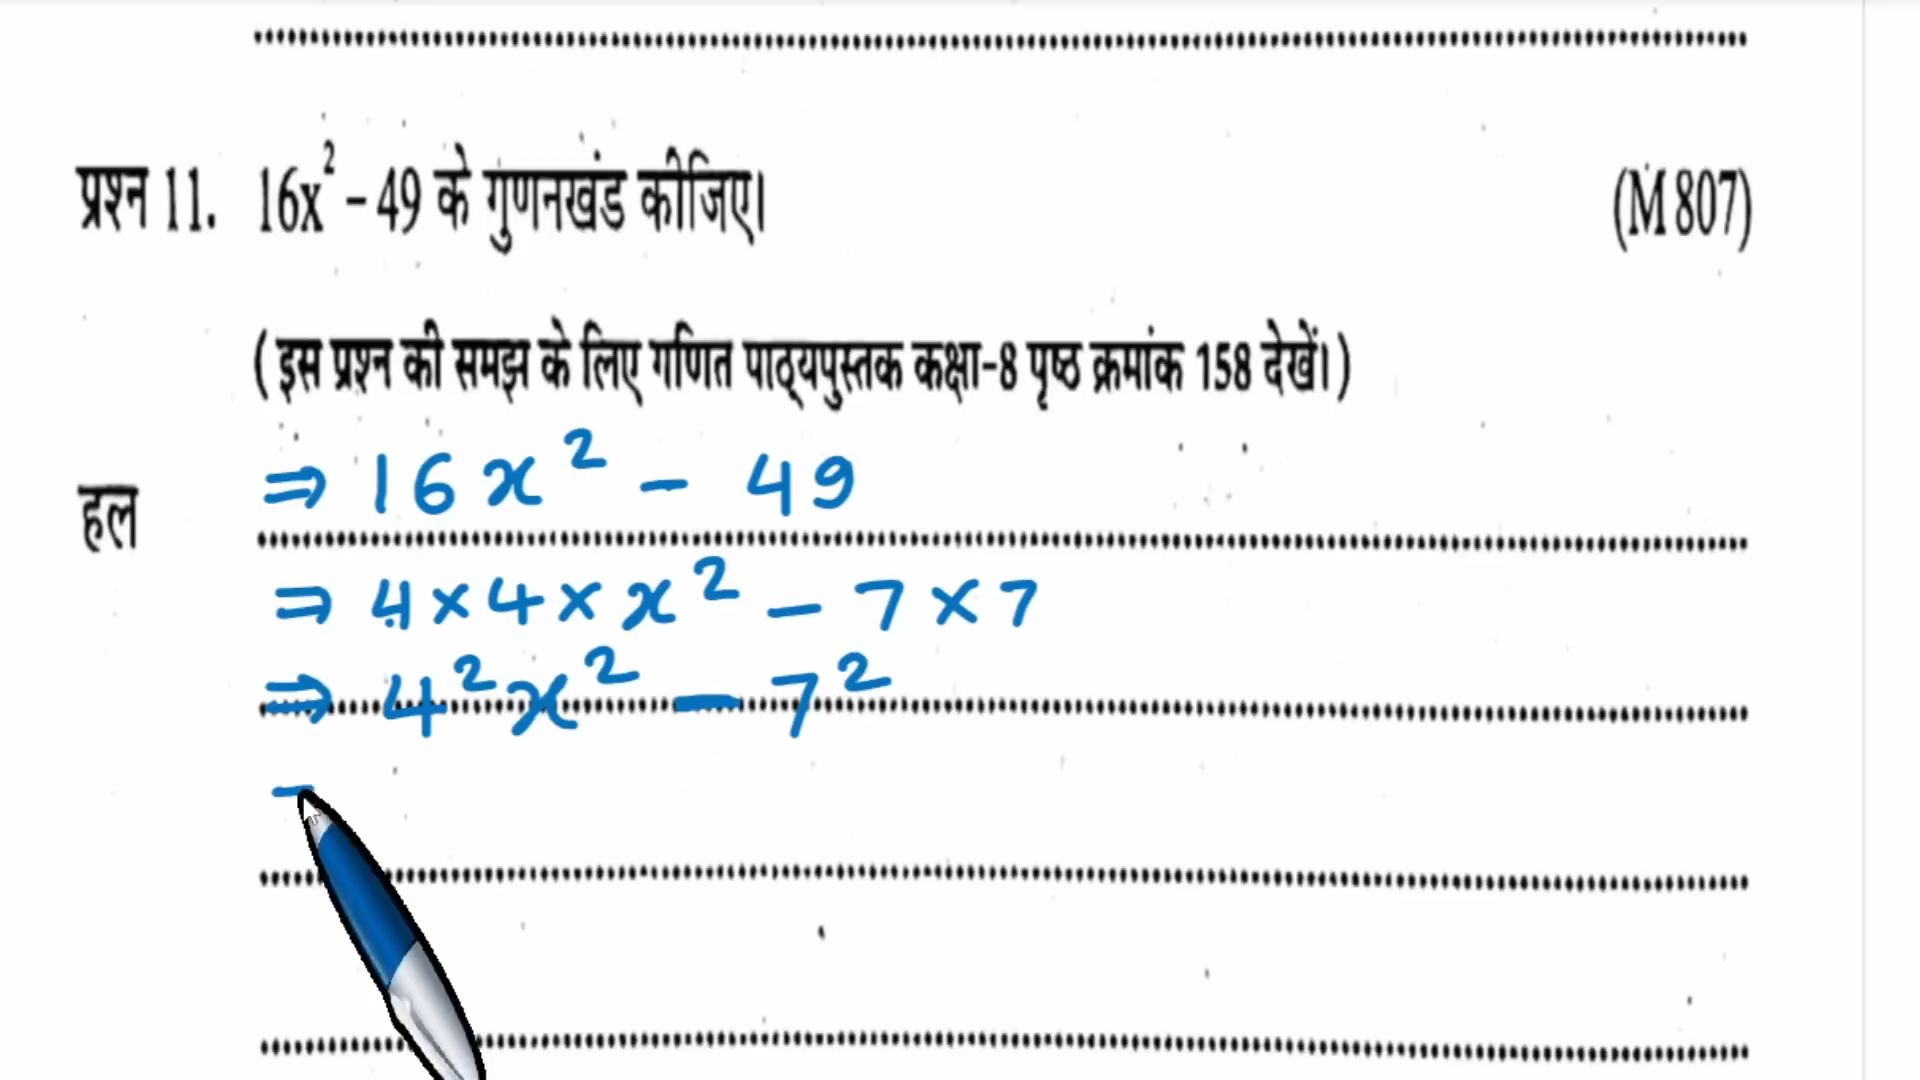 प्रश्न 11. 16x² – 49 के गुणनखंड कीजिए। (M 807)
( इस प्रश्न की समझ के लिए गणित पाठ्यपुस्तक कक्षा-8 पृष्ठ क्रमांक 158 देखें। )
हल ⇒ 16x² – 49
⇒ 4×4×x² – 7×7
⇒ 4²x² – 7²